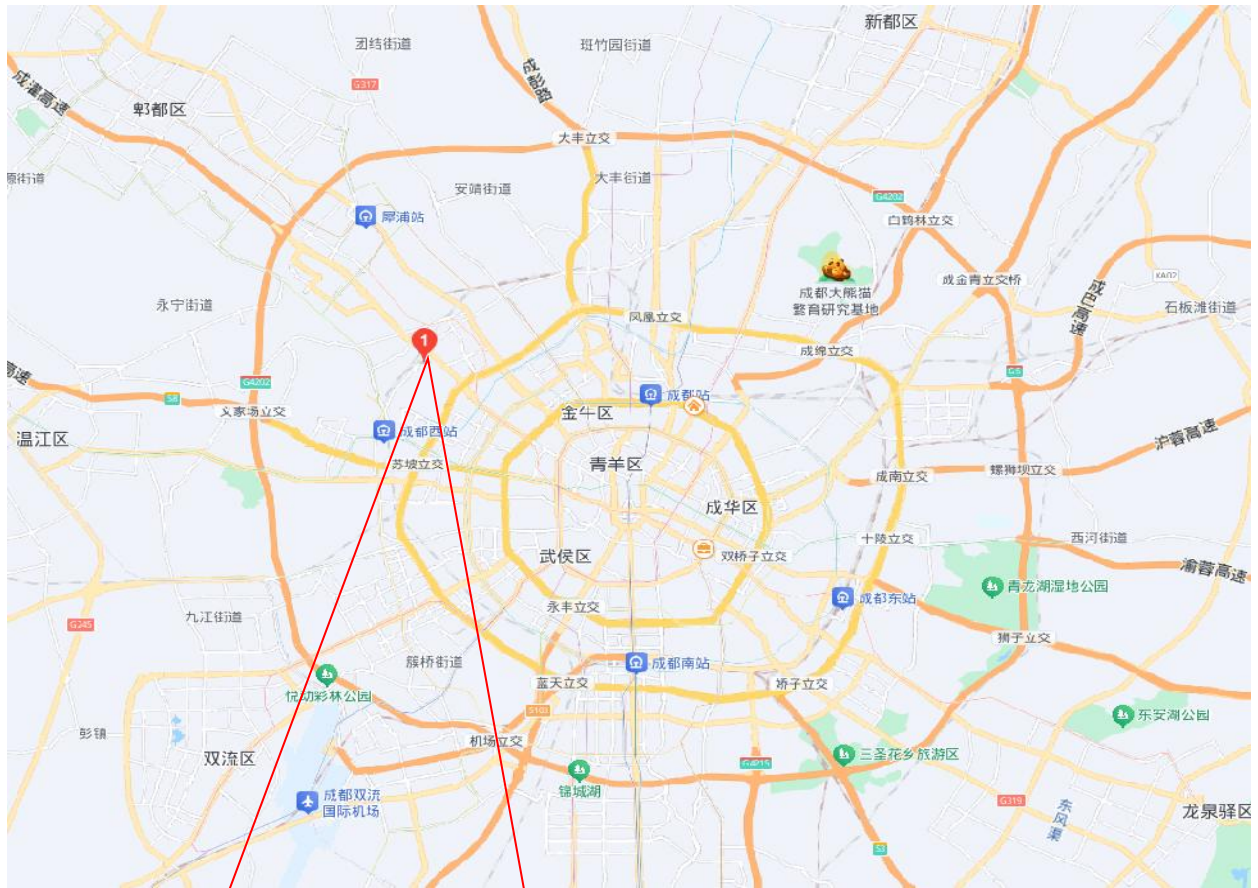 新都区
团结街道
班竹园街道
成彭路
G317
成灌高速
郫都区
大丰立交
源街道
安靖街道
大丰街道
G4202
犀浦站
白鹤林立交
成都大熊猫
繁育研究基地
成金青立交桥
KA02
成巴高速
永宁街道
石板滩街道
凤凰立交
1
成绵立交
高速
G4202
G5
S8
文家场立交
成都站
金牛区
温江区
成都西站
沪蓉高速
苏坡立交
青羊区
成南立交
螺狮坝立交
成华区
十陵立交
西河街道
武侯区
双桥子立交
渝蓉高速
青龙湖湿地公园
成都东站
永丰立交
九江街道
G245
狮子立交
簇桥街道
成都南站
蓝天立交
娇子立交
悦动彩林公园
S103
东安湖公园
彭镇
机场立交
双流区
三圣花乡旅游区
G4215
锦城湖
成都双流
国际机场
G319
东风渠
龙泉驿区
S3